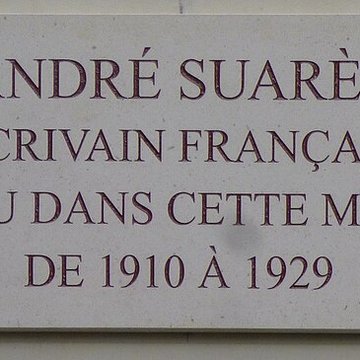 NDRÉ SUARÈ
CRIVAIN FRANÇA
U DANS CETTE M
DE 1910 À 1929